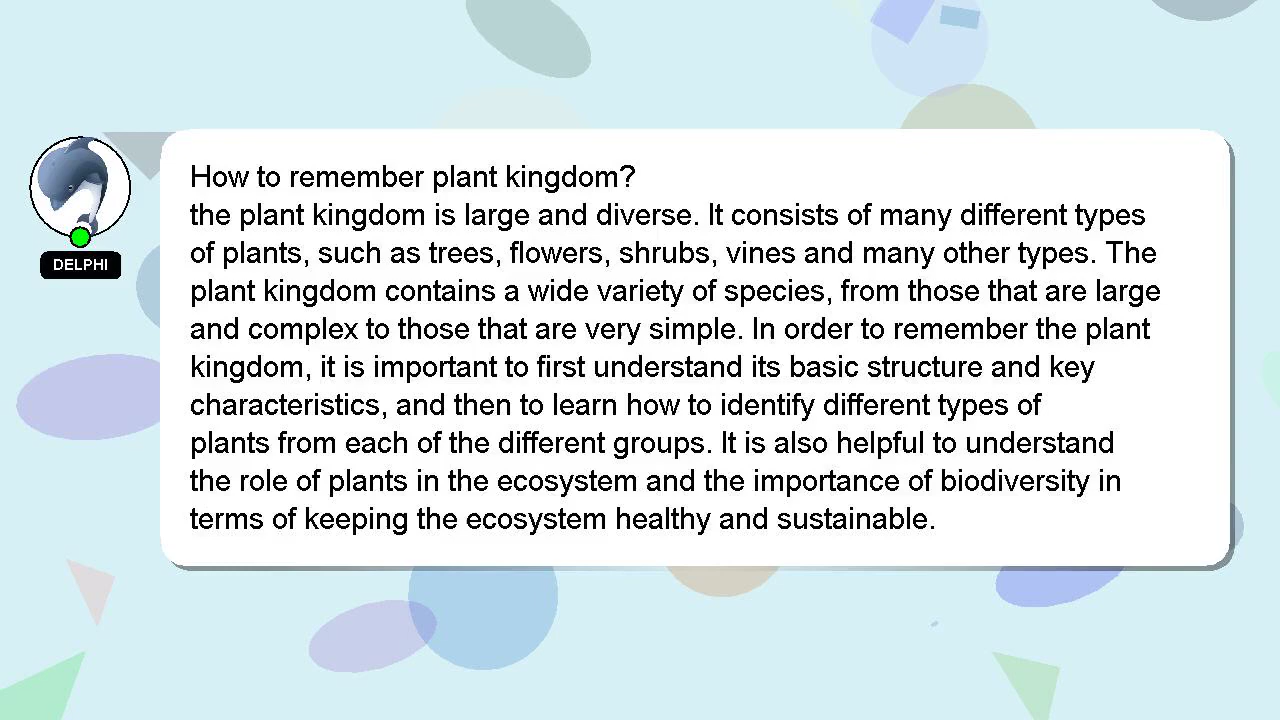 How to remember plant kingdom?
the plant kingdom is large and diverse. It consists of many different types
of plants, such as trees, flowers, shrubs, vines and many other types. The
plant kingdom contains a wide variety of species, from those that are large
and complex to those that are very simple. In order to remember the plant
kingdom, it is important to first understand its basic structure and key
characteristics, and then to learn how to identify different types of
plants from each of the different groups. It is also helpful to understand
the role of plants in the ecosystem and the importance of biodiversity in
terms of keeping the ecosystem healthy and sustainable.
DELPHI